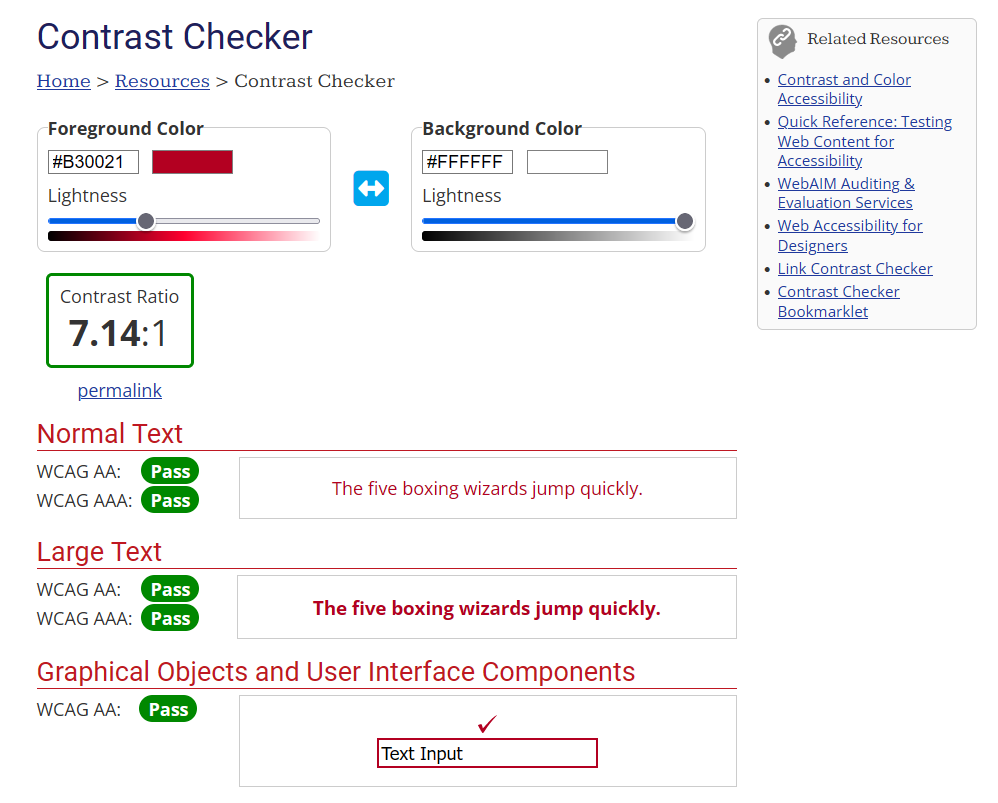 Contrast Checker
Home > Resources > Contrast Checker
Foreground Color
#B30021
Lightness
Background Color
#FFFFFF
Lightness
Contrast Ratio
7.14:1
permalink
Normal Text
WCAG AA: Pass
WCAG AAA: Pass
The five boxing wizards jump quickly.
Large Text
WCAG AA: Pass
WCAG AAA: Pass
The five boxing wizards jump quickly.
Graphical Objects and User Interface Components
WCAG AA: Pass
Text Input
Related Resources
Contrast and Color
Accessibility
Quick Reference: Testing
Web Content for
Accessibility
WebAIM Auditing &
Evaluation Services
Web Accessibility for
Designers
Link Contrast Checker
Contrast Checker
Bookmarklet